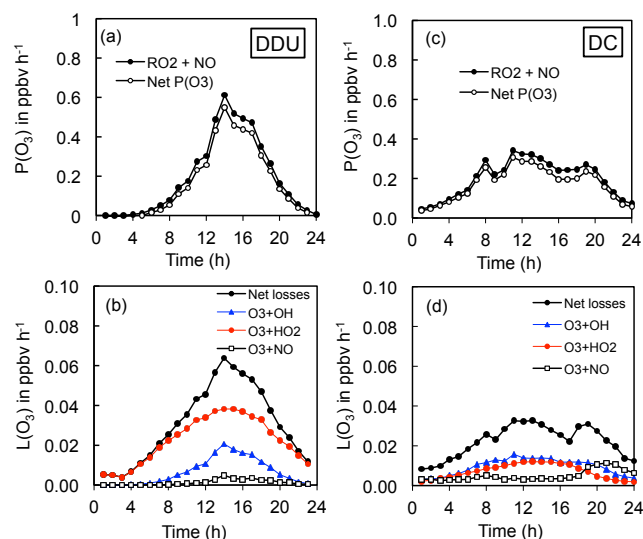 (a)
DDU
RO2 + NO
Net P(O3)
P(O₃) in ppbv h⁻¹
1
0.8
0.6
0.4
0.2
0
0 4 8 12 16 20 24
Time (h)
(c)
DC
RO2 + NO
Net P(O3)
P(O₃) in ppbv h⁻¹
1.0
0.8
0.6
0.4
0.2
0.0
0 4 8 12 16 20 24
Time (h)
(b)
Net losses
O3+OH
O3+HO2
O3+NO
L(O₃) in ppbv h⁻¹
0.10
0.08
0.06
0.04
0.02
0.00
0 4 8 12 16 20 24
Time (h)
(d)
Net losses
O3+OH
O3+HO2
O3+NO
L(O₃) in ppbv h⁻¹
0.10
0.08
0.06
0.04
0.02
0.00
0 4 8 12 16 20 24
Time (h)